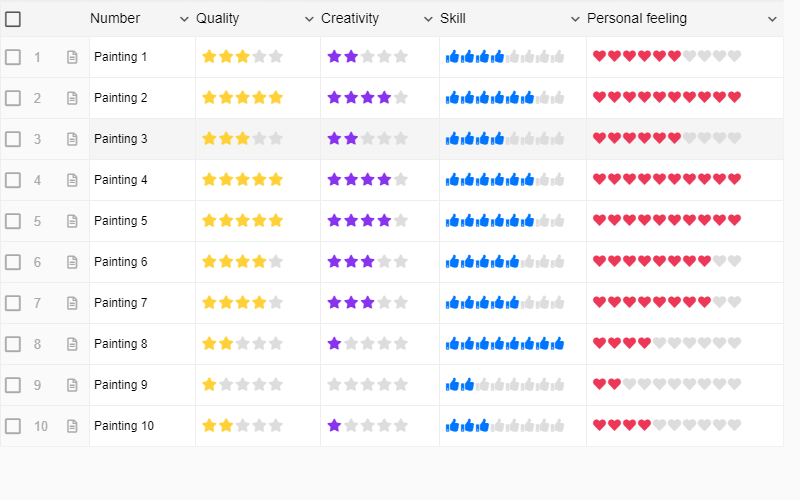 Number Quality Creativity Skill Personal feeling
1 Painting 1
2 Painting 2
3 Painting 3
4 Painting 4
5 Painting 5
6 Painting 6
7 Painting 7
8 Painting 8
9 Painting 9
10 Painting 10